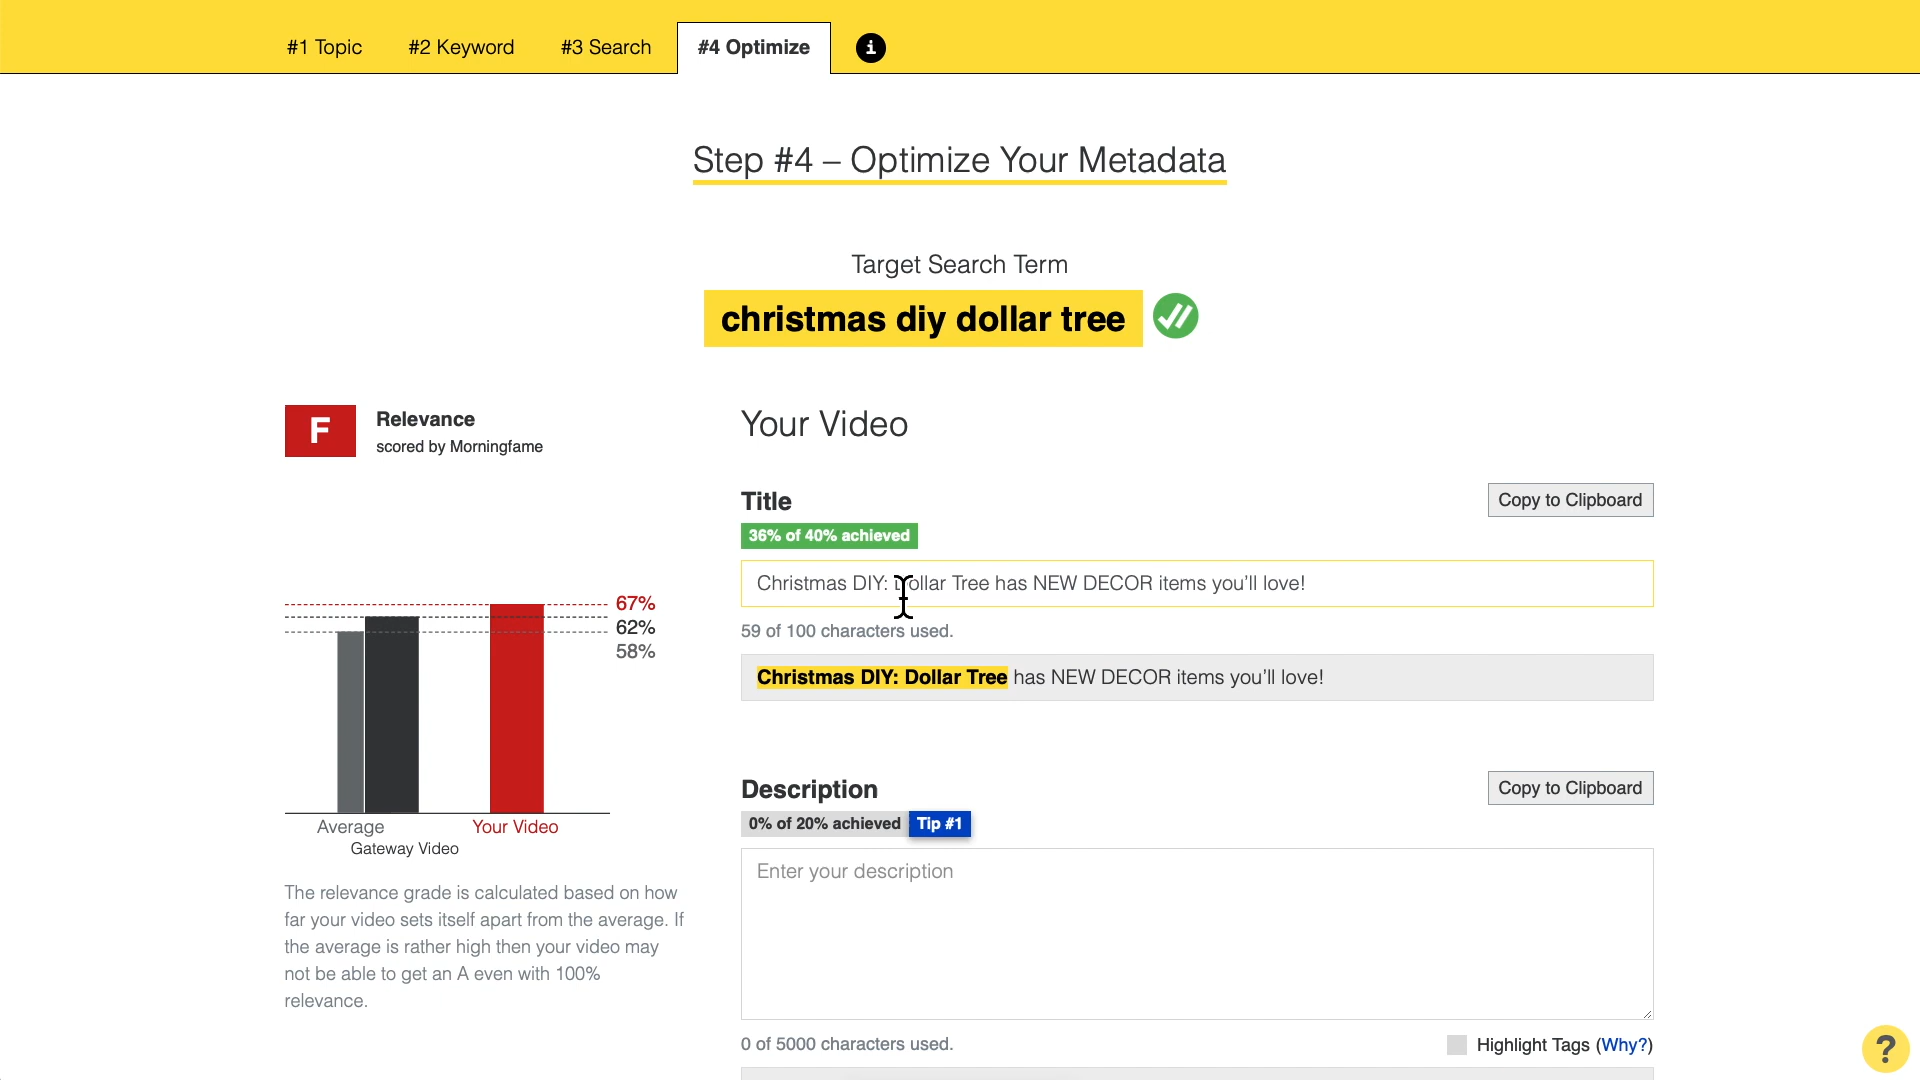 #1 Topic #2 Keyword #3 Search #4 Optimize i
Step #4 – Optimize Your Metadata
Target Search Term
christmas diy dollar tree
F Relevance
scored by Morningfame
67%
62%
58%
Average Your Video
Gateway Video
The relevance grade is calculated based on how
far your video sets itself apart from the average. If
the average is rather high then your video may
not be able to get an A even with 100%
relevance.
Your Video
Title Copy to Clipboard
36% of 40% achieved
Christmas DIY: Dollar Tree has NEW DECOR items you'll love!
59 of 100 characters used.
Christmas DIY: Dollar Tree has NEW DECOR items you'll love!
Description Copy to Clipboard
0% of 20% achieved Tip #1
Enter your description
0 of 5000 characters used. Highlight Tags (Why?)
?